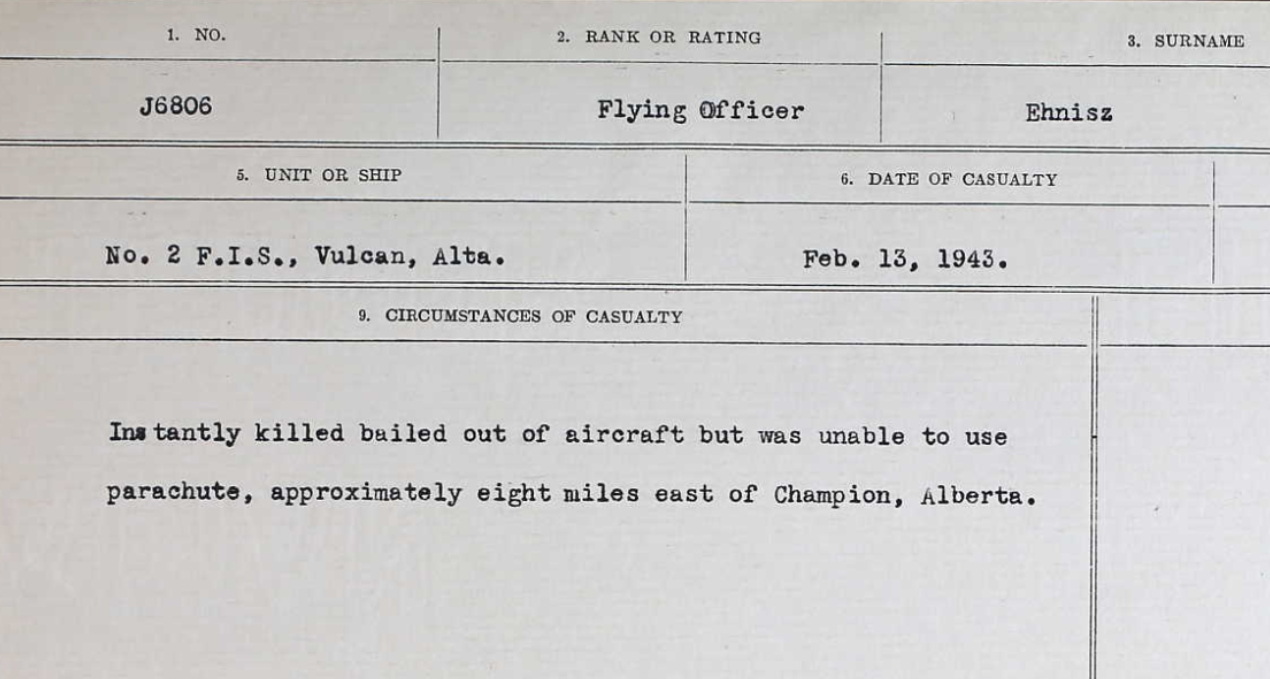 1. NO. 2. RANK OR RATING 3. SURNAME
J6806 Flying Officer Ehnisz
5. UNIT OR SHIP 6. DATE OF CASUALTY
No. 2 F.I.S., Vulcan, Alta. Feb. 13, 1943.
9. CIRCUMSTANCES OF CASUALTY
Instantly killed bailed out of aircraft but was unable to use
parachute, approximately eight miles east of Champion, Alberta.